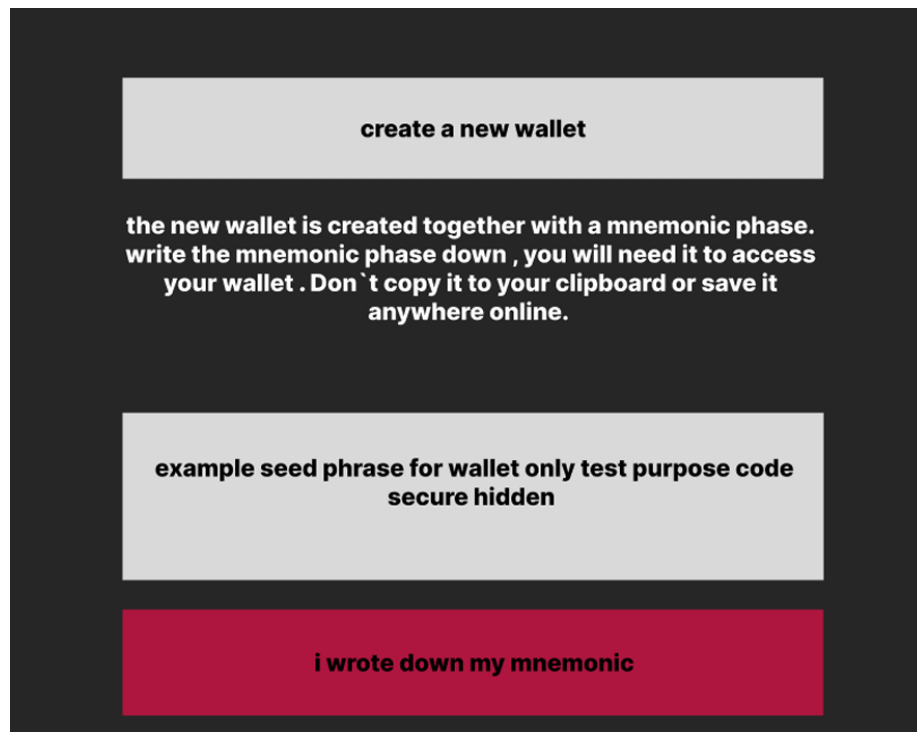 create a new wallet
the new wallet is created together with a mnemonic phase.
write the mnemonic phase down , you will need it to access
your wallet . Don`t copy it to your clipboard or save it
anywhere online.
example seed phrase for wallet only test purpose code
secure hidden
i wrote down my mnemonic